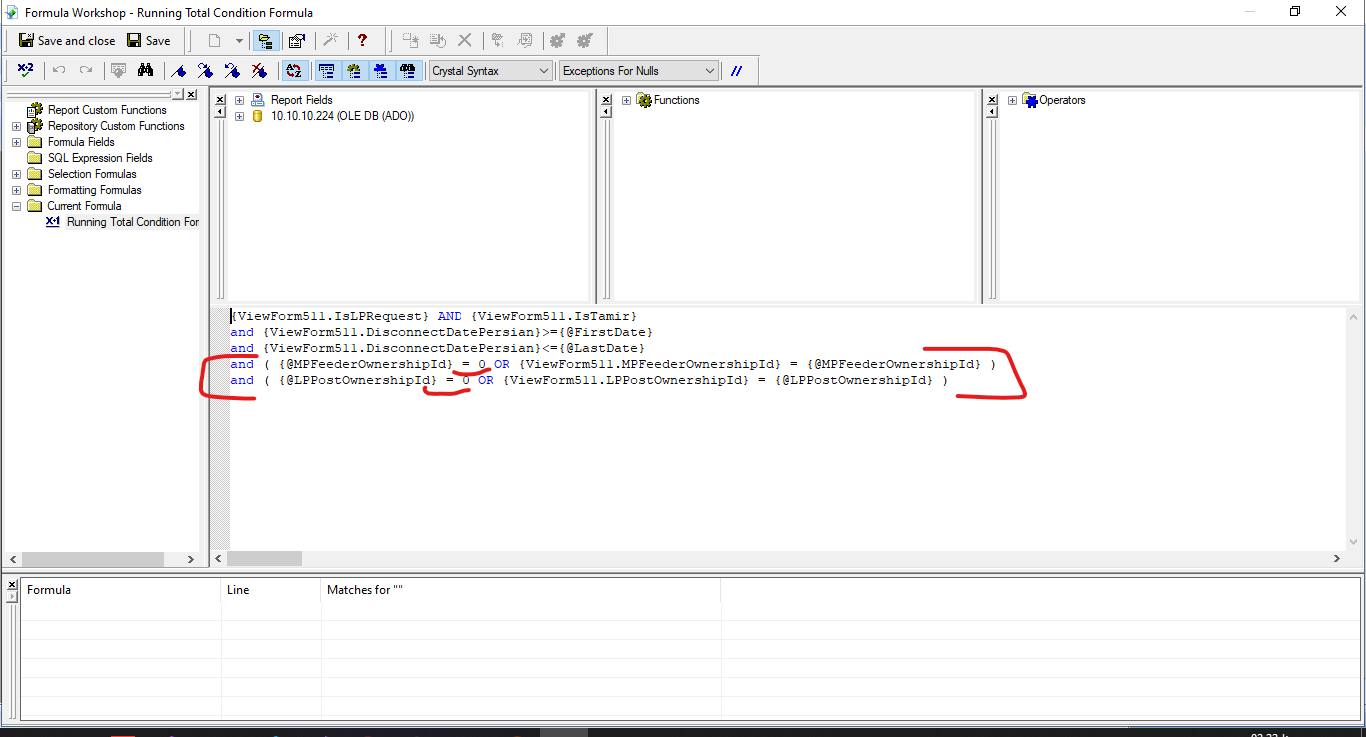 Formula Workshop - Running Total Condition Formula
Save and close Save
Crystal Syntax Exceptions For Nulls //
Report Custom Functions
Repository Custom Functions
Formula Fields
SQL Expression Fields
Selection Formulas
Formatting Formulas
Current Formula
Running Total Condition For
Report Fields
10.10.10.224 (OLE DB (ADO))
Functions
Operators
{ViewForm511.IsLPRequest} AND {ViewForm511.IsTamir}
and {ViewForm511.DisconnectDatePersian}>={@FirstDate}
and {ViewForm511.DisconnectDatePersian}<={@LastDate}
and ( {@MPFeederOwnershipId} = 0 OR {ViewForm511.MPFeederOwnershipId} = {@MPFeederOwnershipId} )
and ( {@LPPostOwnershipId} = 0 OR {ViewForm511.LPPostOwnershipId} = {@LPPostOwnershipId} )
Formula Line Matches for ""